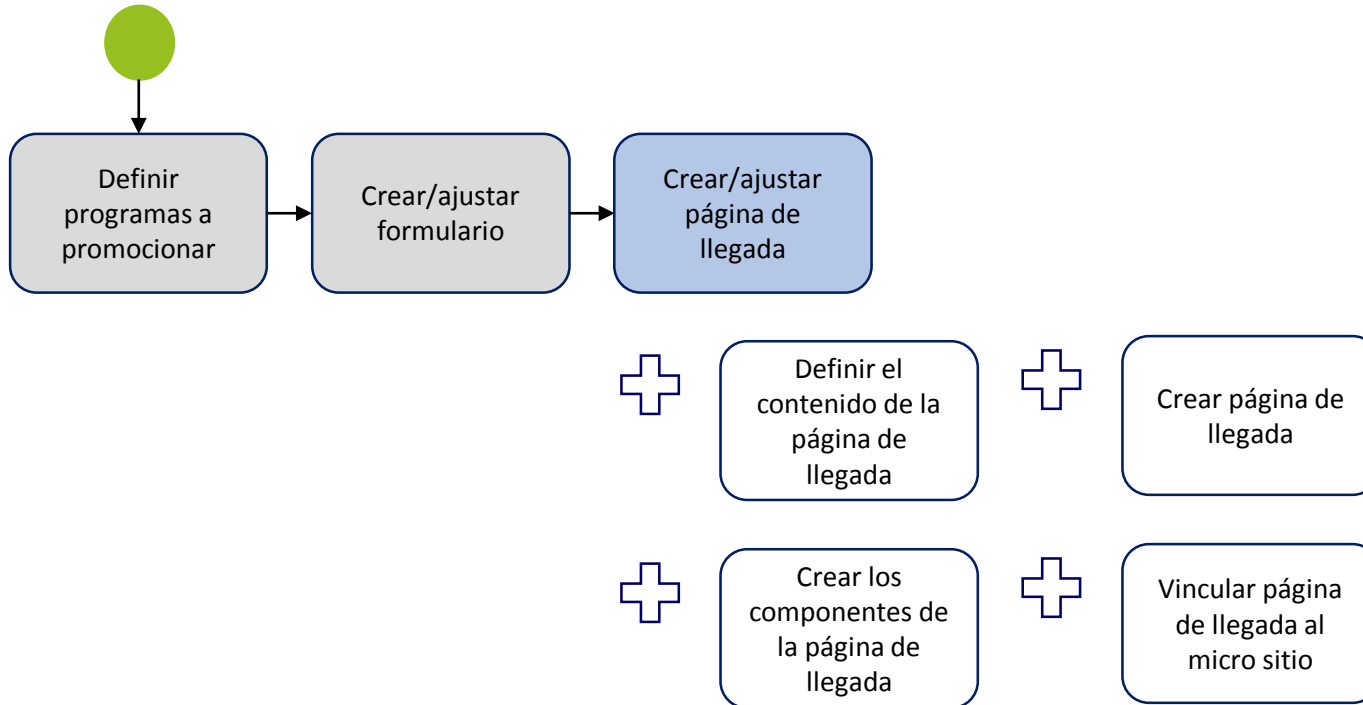 Definir
programas a
promocionar
Crear/ajustar
formulario
Crear/ajustar
página de
llegada
Definir el
contenido de la
página de
llegada
Crear página de
llegada
Crear los
componentes de
la página de
llegada
Vincular página
de llegada al
micro sitio